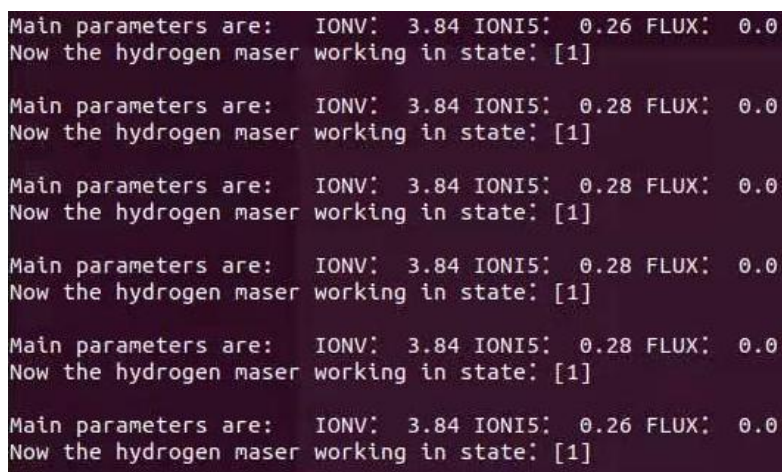 Main parameters are:   IONV:  3.84 IONI5:  0.26 FLUX:  0.0
Now the hydrogen maser working in state: [1]
Main parameters are:   IONV:  3.84 IONI5:  0.28 FLUX:  0.0
Now the hydrogen maser working in state: [1]
Main parameters are:   IONV:  3.84 IONI5:  0.28 FLUX:  0.0
Now the hydrogen maser working in state: [1]
Main parameters are:   IONV:  3.84 IONI5:  0.28 FLUX:  0.0
Now the hydrogen maser working in state: [1]
Main parameters are:   IONV:  3.84 IONI5:  0.28 FLUX:  0.0
Now the hydrogen maser working in state: [1]
Main parameters are:   IONV:  3.84 IONI5:  0.26 FLUX:  0.0
Now the hydrogen maser working in state: [1]